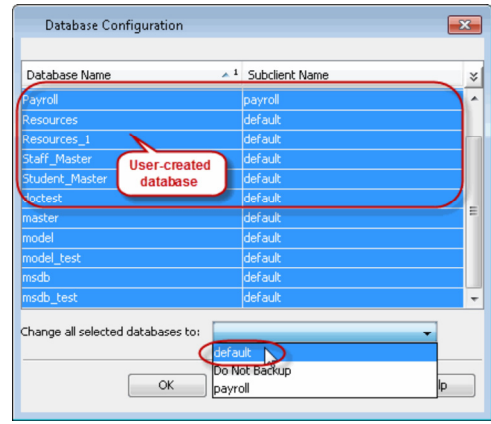 Database Configuration
Database Name 1 Subclient Name
Payroll payroll
Resources default
Resources_1 default
Staff_Master default
Student_Master default
doctest default
master default
model default
model_test default
msdb default
msdb_test default
User-created
database
Change all selected databases to:
default
Do Not Backup
payroll
OK
lp